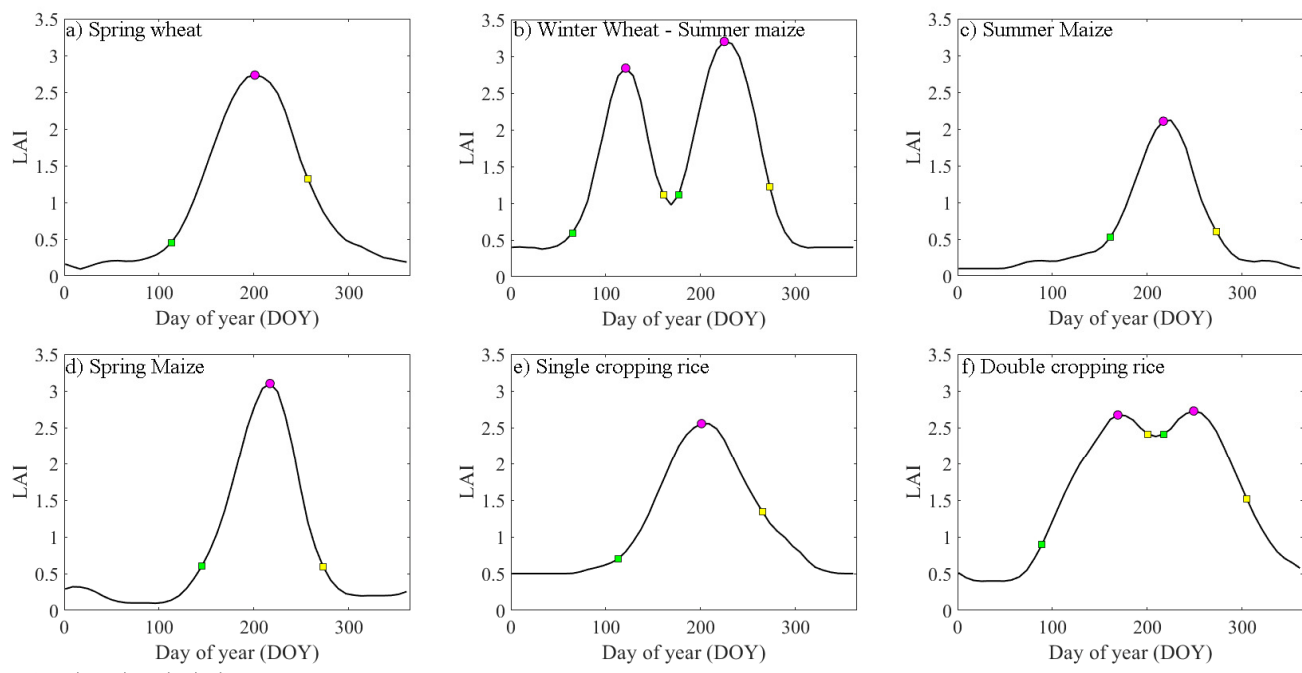 a) Spring wheat
3.5
3
2.5
2
1.5
1
0.5
0
LAI
0 100 200 300
Day of year (DOY)
b) Winter Wheat - Summer maize
3.5
3
2.5
2
1.5
1
0.5
0
LAI
0 100 200 300
Day of year (DOY)
c) Summer Maize
3.5
3
2.5
2
1.5
1
0.5
0
LAI
0 100 200 300
Day of year (DOY)
d) Spring Maize
3.5
3
2.5
2
1.5
1
0.5
0
LAI
0 100 200 300
Day of year (DOY)
e) Single cropping rice
3.5
3
2.5
2
1.5
1
0.5
0
LAI
0 100 200 300
Day of year (DOY)
f) Double cropping rice
3.5
3
2.5
2
1.5
1
0.5
0
LAI
0 100 200 300
Day of year (DOY)